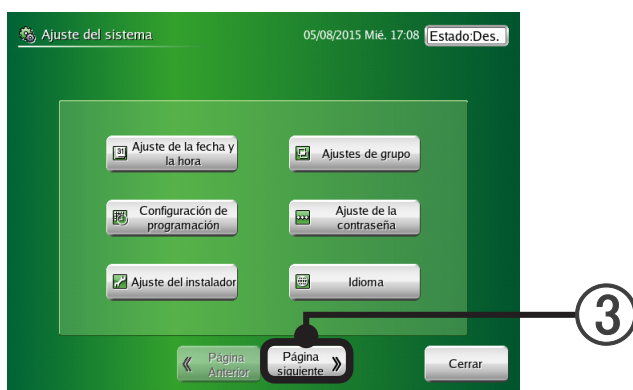 Ajuste del sistema
05/08/2015 Mié. 17:08 Estado:Des.
31 Ajuste de la fecha y
la hora
Ajustes de grupo
Configuración de
programación
Ajuste de la
contraseña
Ajuste del instalador
Idioma
Página
Anterior
Página
siguiente
Cerrar
3